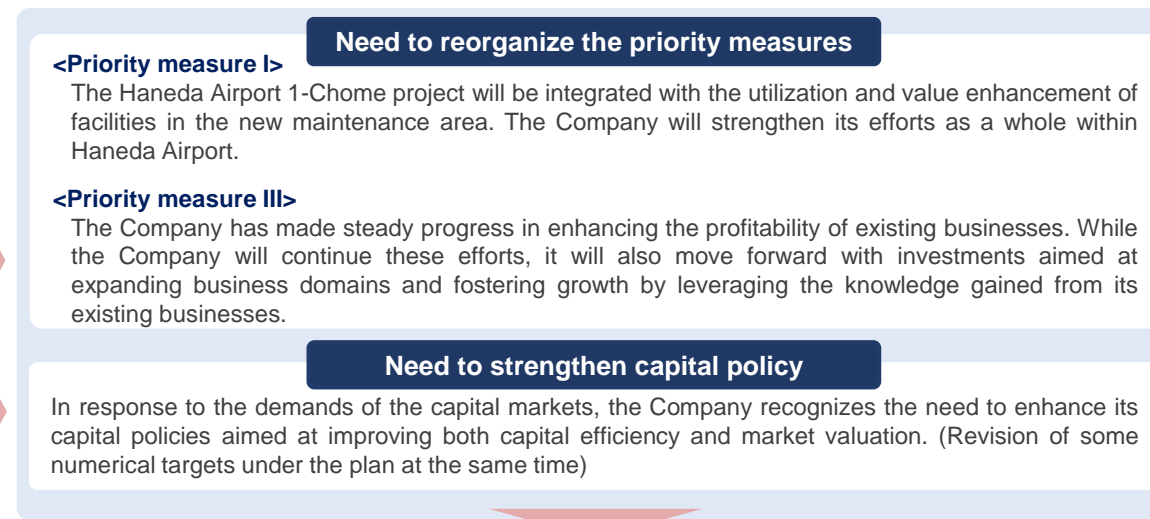 Need to reorganize the priority measures
<Priority measure I>
The Haneda Airport 1-Chome project will be integrated with the utilization and value enhancement of
facilities in the new maintenance area. The Company will strengthen its efforts as a whole within
Haneda Airport.
<Priority measure III>
The Company has made steady progress in enhancing the profitability of existing businesses. While
the Company will continue these efforts, it will also move forward with investments aimed at
expanding business domains and fostering growth by leveraging the knowledge gained from its
existing businesses.
Need to strengthen capital policy
In response to the demands of the capital markets, the Company recognizes the need to enhance its
capital policies aimed at improving both capital efficiency and market valuation. (Revision of some
numerical targets under the plan at the same time)